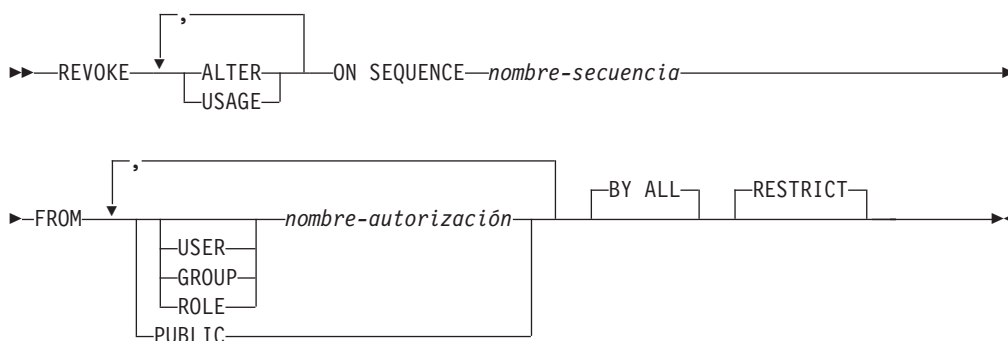 ,
REVOKE ALTER ON SEQUENCE nombre-secuencia
USAGE
,
BY ALL RESTRICT
FROM nombre-autorización
USER
GROUP
ROLE
PUBLIC